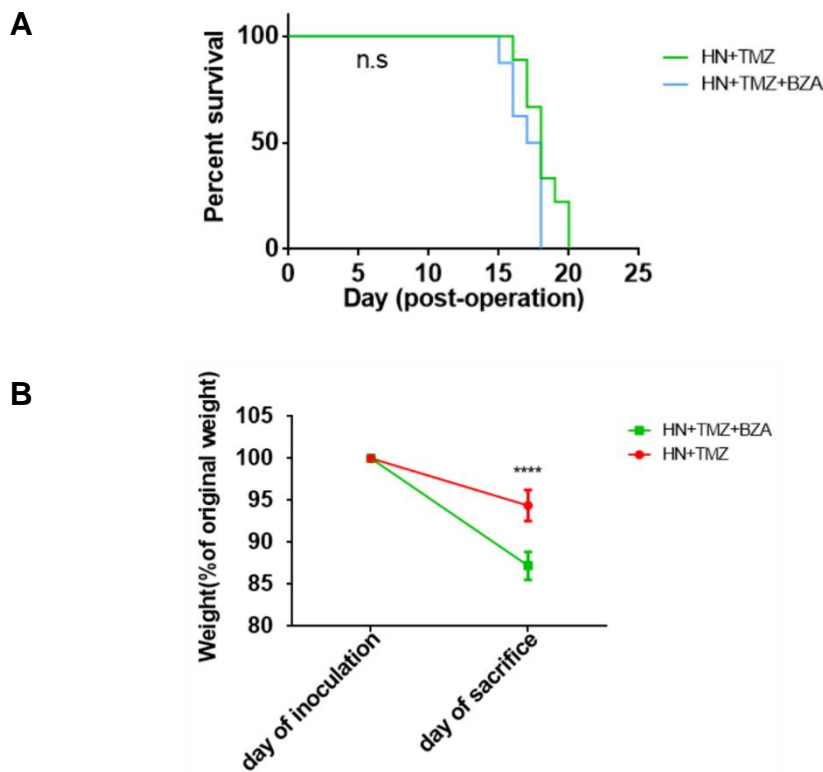 A
Percent survival
100
50
0
n.s
0 5 10 15 20 25
Day (post-operation)
HN+TMZ
HN+TMZ+BZA
B
Weight(%of original weight)
105
100
95
90
85
80
****
day of inoculation
day of sacrifice
HN+TMZ+BZA
HN+TMZ